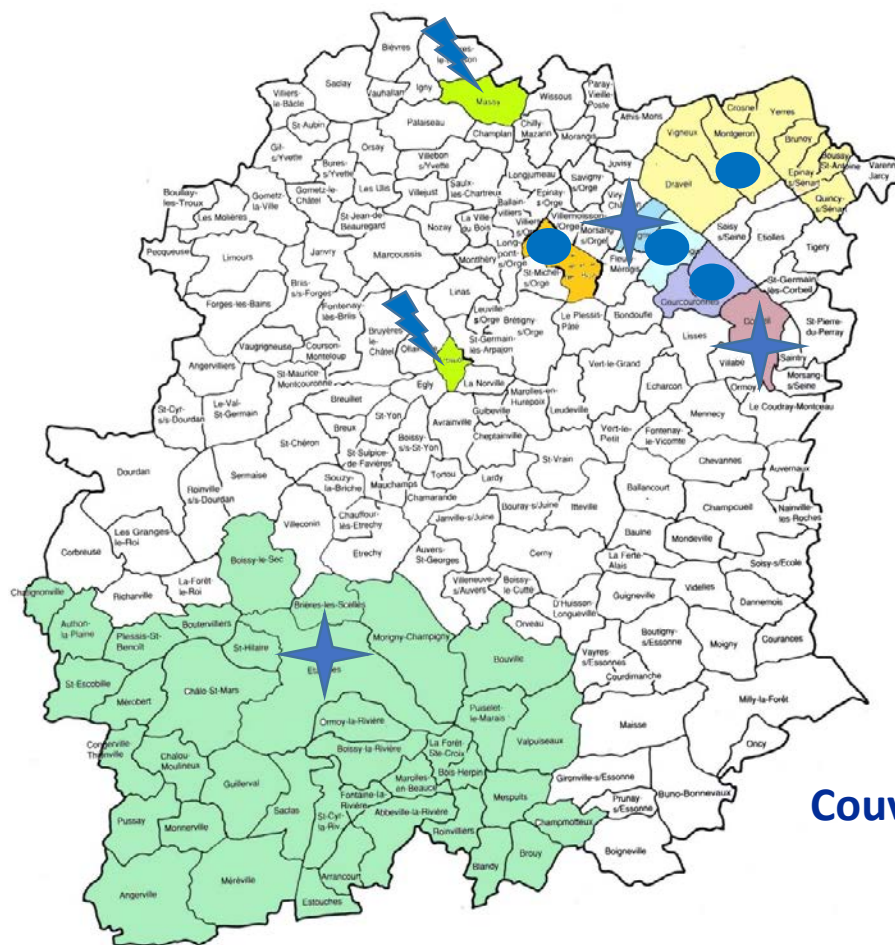 Bièvres
Saclay
Villiers-
le-Bâcle
Vauhallan
Igny
Massy
Wissous
Paray-
Vieille-
Poste
Athis-Mons
Crosne
Yerres
Vigneux
Montgeron
Brunoy
Boussy-
St-Antoine
Varennes
Jarcy
Epinay-
s/Sénart
Quincy-
s/Sénart
Draveil
St-Aubin
Palaiseau
Champlan
Chilly-
Mazarin
Morangis
Juvisy
Gif-
s/Yvette
Orsay
Bures-
s/Yvette
Villebon
s/Yvette
Longjumeau
Savigny-
s/Orge
Boullay-
les-Troux
Gometz-
la-Ville
Gometz-le-
Châtel
Les Ulis
Villejust
Saulx-
les-Chartreux
Epinay-
s/Orge
Ballain-
villiers
Les Molières
St-Jean de
Beauregard
Nozay
La Ville
du Bois
Villemoisson
s/Orge
Morsang-
s/Orge
Soisy-
s/Seine
Etiolles
Tigery
Pecqueuse
Limours
Janvry
Marcoussis
Montlhéry
Long-
pont-
s/Orge
St-Michel
s/Orge
Fleury-
Mérogis
St-Germain
lès-Corbeil
Briis-
s/s-Forges
Linas
Courcouronnes
Forges-les-Bains
Fontenay-
lès-Briis
Leuville-
s/Orge
Brétigny-
s/Orge
Le Plessis-
Pâté
Bondoufle
Lisses
St-Pierre-
du-Perray
Vaugrigneuse
Courson-
Monteloup
Bruyères-
le-Châtel
Ollain
St-Germain-
lès-Arpajon
Angervilliers
St-Maurice-
Montcouronne
Egly
La Norville
Vert-le-Grand
Echarcon
Villabé
Saintry
Ormoy
Morsang-
s/Seine
Le Coudray-Montceau
Breuillet
Marolles-en-
Hurepoix
Leudeville
St-Cyr-
s/s-Dourdan
Le-Val-
St-Germain
St-Yon
Avrainville
Guibeville
Cheptainville
Vert-le-
Petit
Fontenay-
le-Vicomte
Mennecy
St-Chéron
Breux
Boissy-
s/s-St-Yon
St-Vrain
Chevannes
Auvernaux
Dourdan
Sermaise
St-Sulpice-
de-Favières
Souzy-
la-Briche
Mauchamps
Torfou
Lardy
Chamarande
Ballancourt
Roinville
s/s-Dourdan
Bouray-s/Juine
Itteville
Champcueil
Nainville-
les-Roches
Villeconin
Chauffour-
lès-Etrechy
Janville-s/Juine
Les Granges-
le-Roi
Corbreuse
Etrechy
Auvers-
St-Georges
Cerny
Baulne
Mondeville
Boissy-le-Sec
La Ferté
Alais
Soisy-s/Ecole
Richarville
La-Forêt
le-Roi
Villeneuve-
s/Auvers
Boissy-
le Cutté
Guigneville
Videlles
Dannemois
Chatignonville
Authon-
la Plaine
Plessis-St-
Benoît
Boutervilliers
Brières-les-Scellés
Morigny-Champigny
D'Huison-
Longueville
Orveau
St-Hilaire
Bouville
Vayres-
s/Essonnes
Boutigny-
s/Essonne
Moigny
Courances
Courdimanche
St-Escobille
Mérobert
Châlo-St-Mars
Milly-la-Forêt
Ormoy-la-Rivière
Puiselet-
le-Marais
Valpuiseaux
Maisse
Oncy
Congerville
Thionville
Chalou-
Moulineux
Boissy-la-Rivière
La Forêt
Ste-Croix
Guillerval
Bois-Herpin
Marolles-
en-Beauce
Gironville-s/Essonne
Fontaine-la-
Rivière
Mespuits
Prunay-
s/Essonne
Buno-Bonnevaux
Pussay
Monnerville
Saclas
St-Cyr-
la-Riv.
Abbeville-la-Rivière
Roinvilliers
Champmotteux
Couv
Blandy
Brouy
Boigneville
Angerville
Méréville
Arrancourt
Estouches